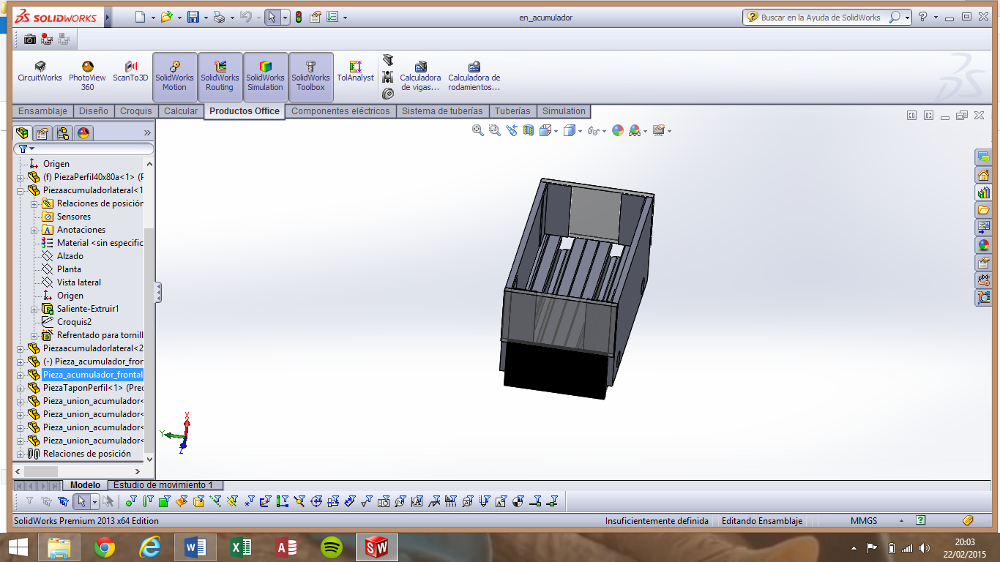 SOLIDWORKS
en_acumulador
Buscar en la Ayuda de SolidWorks
CircuitWorks
PhotoView 360
ScanTo3D
SolidWorks Motion
SolidWorks Routing
SolidWorks Simulation
SolidWorks Toolbox
TolAnalyst
Calculadora de vigas...
Calculadora de rodamientos...
Ensamblaje
Diseño
Croquis
Calcular
Productos Office
Componentes eléctricos
Sistema de tuberías
Tuberías
Simulation
Origen
(f) PiezaPerfil40x80a<1> (P
Piezaacumuladorlateral<1
Relaciones de posición
Sensores
Anotaciones
Material <sin especific
Alzado
Planta
Vista lateral
Origen
Saliente-Extruir1
Croquis2
Refrentado para tornill
Piezaacumuladorlateral<2
(-) Pieza_acumulador_fron
Pieza_acumulador_frontal
PiezaTaponPerfil<1> (Pred
Pieza_union_acumulador<
Pieza_union_acumulador<
Pieza_union_acumulador<
Pieza_union_acumulador<
Relaciones de posición
X
Y
Z
Modelo
Estudio de movimiento 1
SolidWorks Premium 2013 x64 Edition
Insuficientemente definida
Editando Ensamblaje
MMGS
20:03
22/02/2015